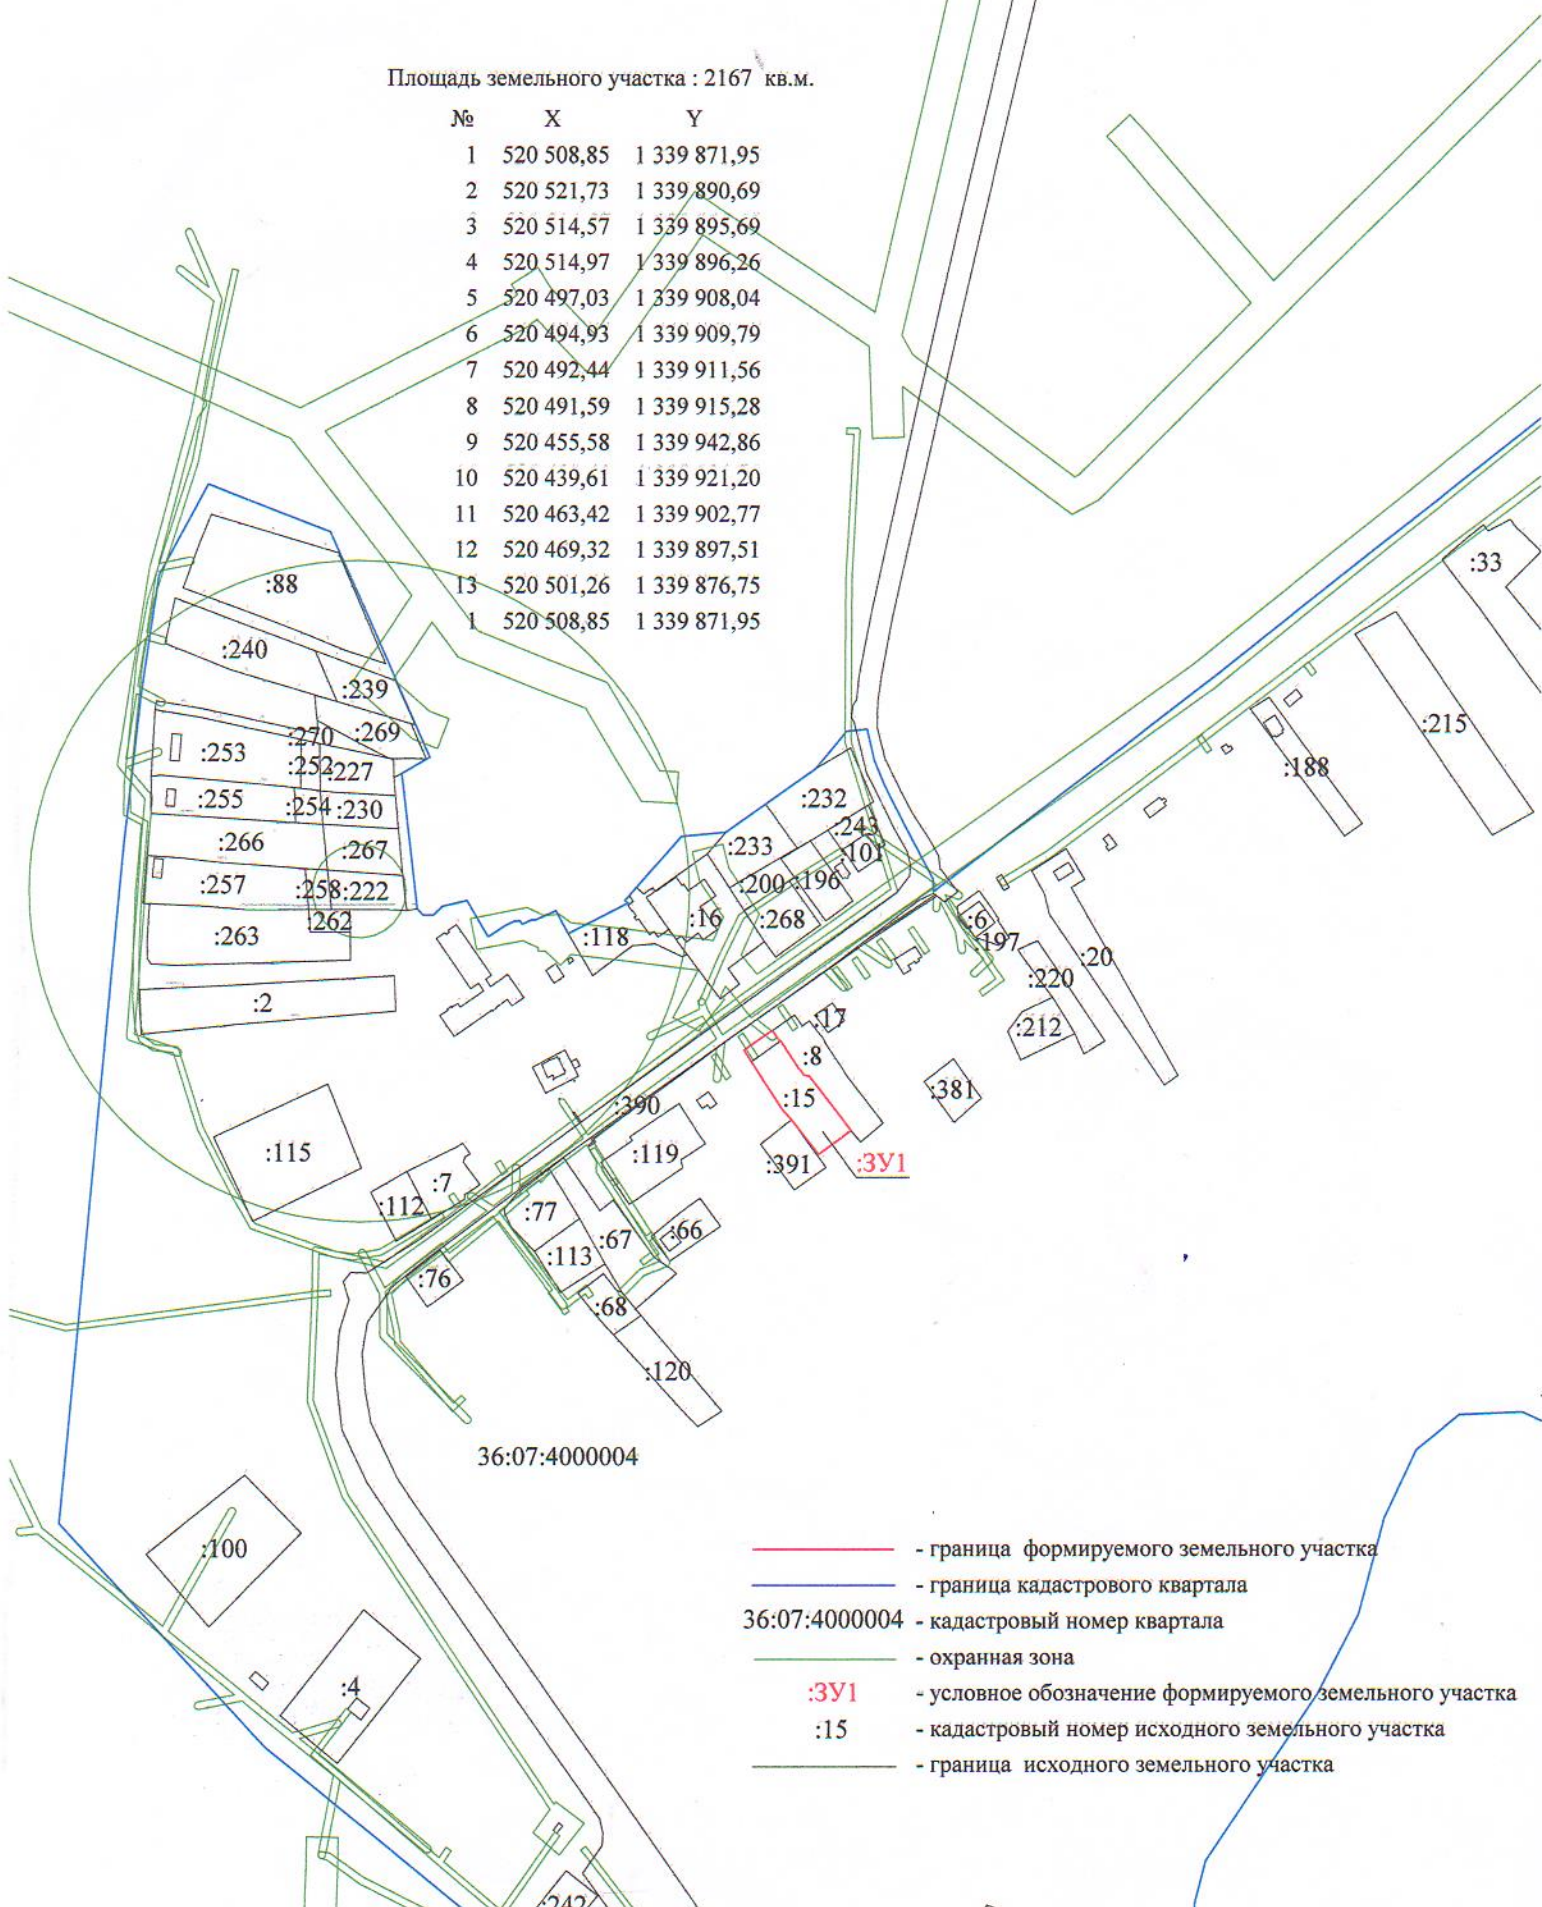 Площадь земельного участка : 2167 кв.м.
№ X Y
1 520 508,85 1 339 871,95
2 520 521,73 1 339 890,69
3 520 514,57 1 339 895,69
4 520 514,97 1 339 896,26
5 520 497,03 1 339 908,04
6 520 494,93 1 339 909,79
7 520 492,44 1 339 911,56
8 520 491,59 1 339 915,28
9 520 455,58 1 339 942,86
10 520 439,61 1 339 921,20
11 520 463,42 1 339 902,77
12 520 469,32 1 339 897,51
13 520 501,26 1 339 876,75
1 520 508,85 1 339 871,95
:33
:88
:240
:239
:215
:269
:270
:253
:252
:227
:188
:255
:254
:230
:232
:243
:266
:267
:233
:101
:257
:258
:222
:200
:196
:262
:16
:268
:6
:263
:118
:197
:20
:220
:2
:17
:212
:8
:381
:15
:390
:115
:119
:391
:ЗУ1
:7
:112
:77
:66
:67
:113
:76
:68
:120
36:07:4000004
:100
- граница формируемого земельного участка
- граница кадастрового квартала
36:07:4000004 - кадастровый номер квартала
- охранная зона
:4
:ЗУ1 - условное обозначение формируемого земельного участка
:15 - кадастровый номер исходного земельного участка
- граница исходного земельного участка
:242